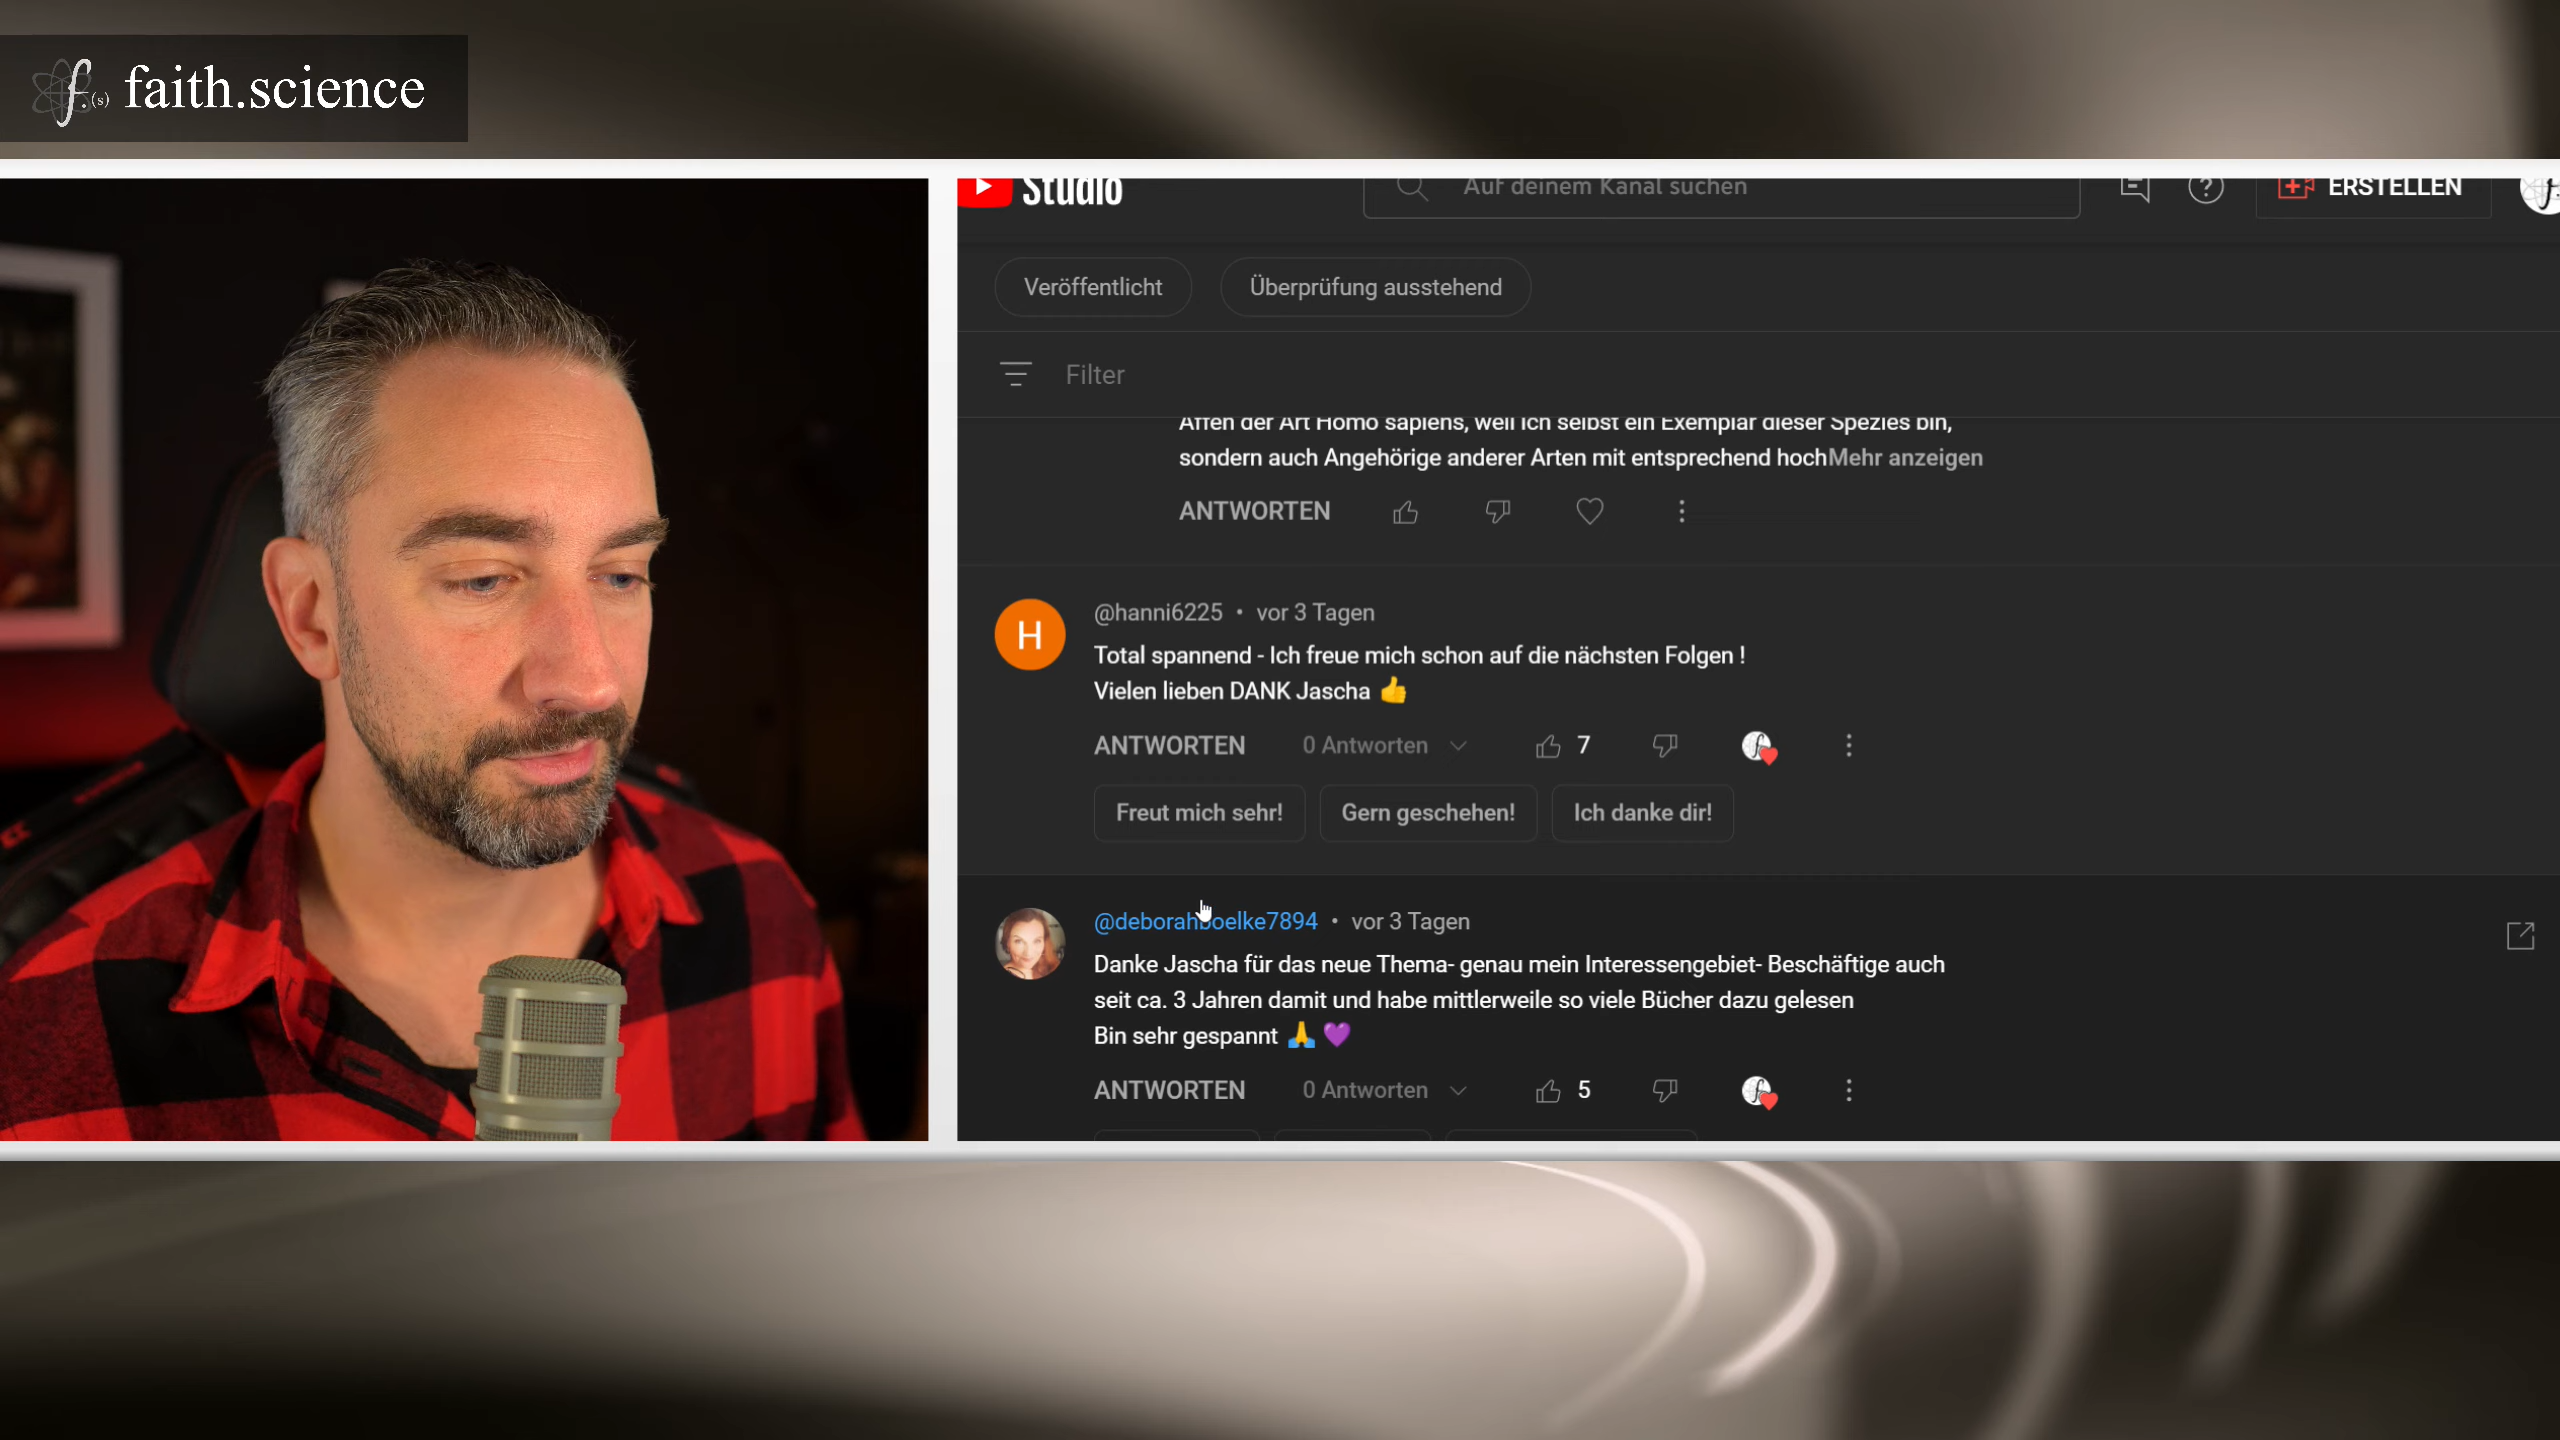 f.(s) faith.science
Studio
Auf deinem Kanal suchen
ERSTELLEN
Veröffentlicht
Überprüfung ausstehend
Filter
Affen der Art Homo sapiens, weil ich selbst ein Exemplar dieser Spezies bin,
sondern auch Angehörige anderer Arten mit entsprechend hochMehr anzeigen
ANTWORTEN
H
@hanni6225 • vor 3 Tagen
Total spannend - Ich freue mich schon auf die nächsten Folgen !
Vielen lieben DANK Jascha 👍
ANTWORTEN 0 Antworten 7
Freut mich sehr! Gern geschehen! Ich danke dir!
@deborahboelke7894 • vor 3 Tagen
Danke Jascha für das neue Thema- genau mein Interessengebiet- Beschäftige auch
seit ca. 3 Jahren damit und habe mittlerweile so viele Bücher dazu gelesen
Bin sehr gespannt 🙏 💜
ANTWORTEN 0 Antworten 5